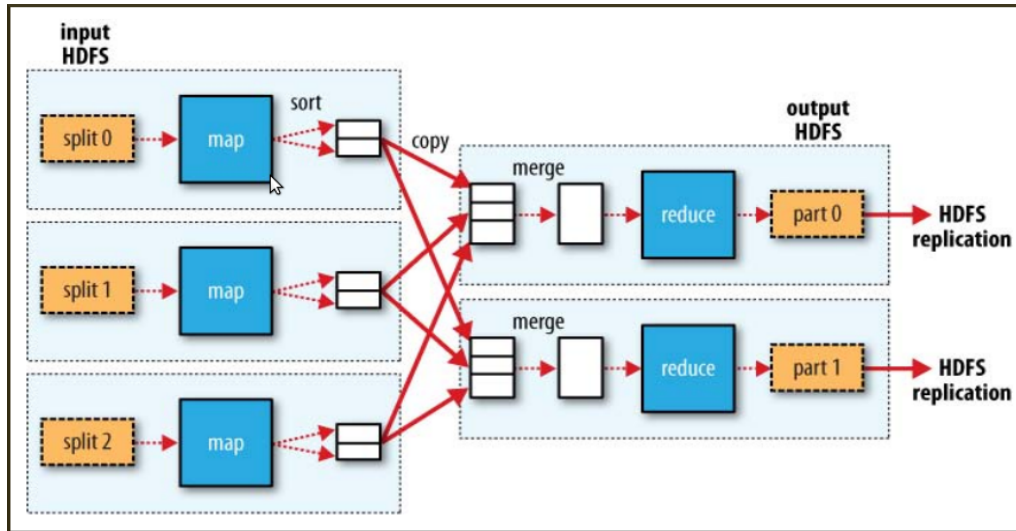 input
HDFS
split 0
map
sort
copy
split 1
map
split 2
map
output
HDFS
merge
reduce
part 0
HDFS
replication
merge
reduce
part 1
HDFS
replication